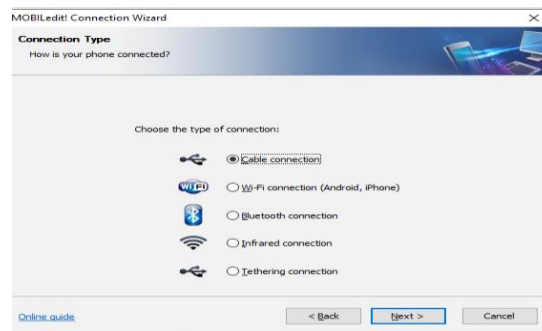 MOBILedit! Connection Wizard
Connection Type
How is your phone connected?
Choose the type of connection:
Cable connection
WiFi
Wi-Fi connection (Android, iPhone)
Bluetooth connection
Infrared connection
Tethering connection
Online guide
< Back
Next >
Cancel